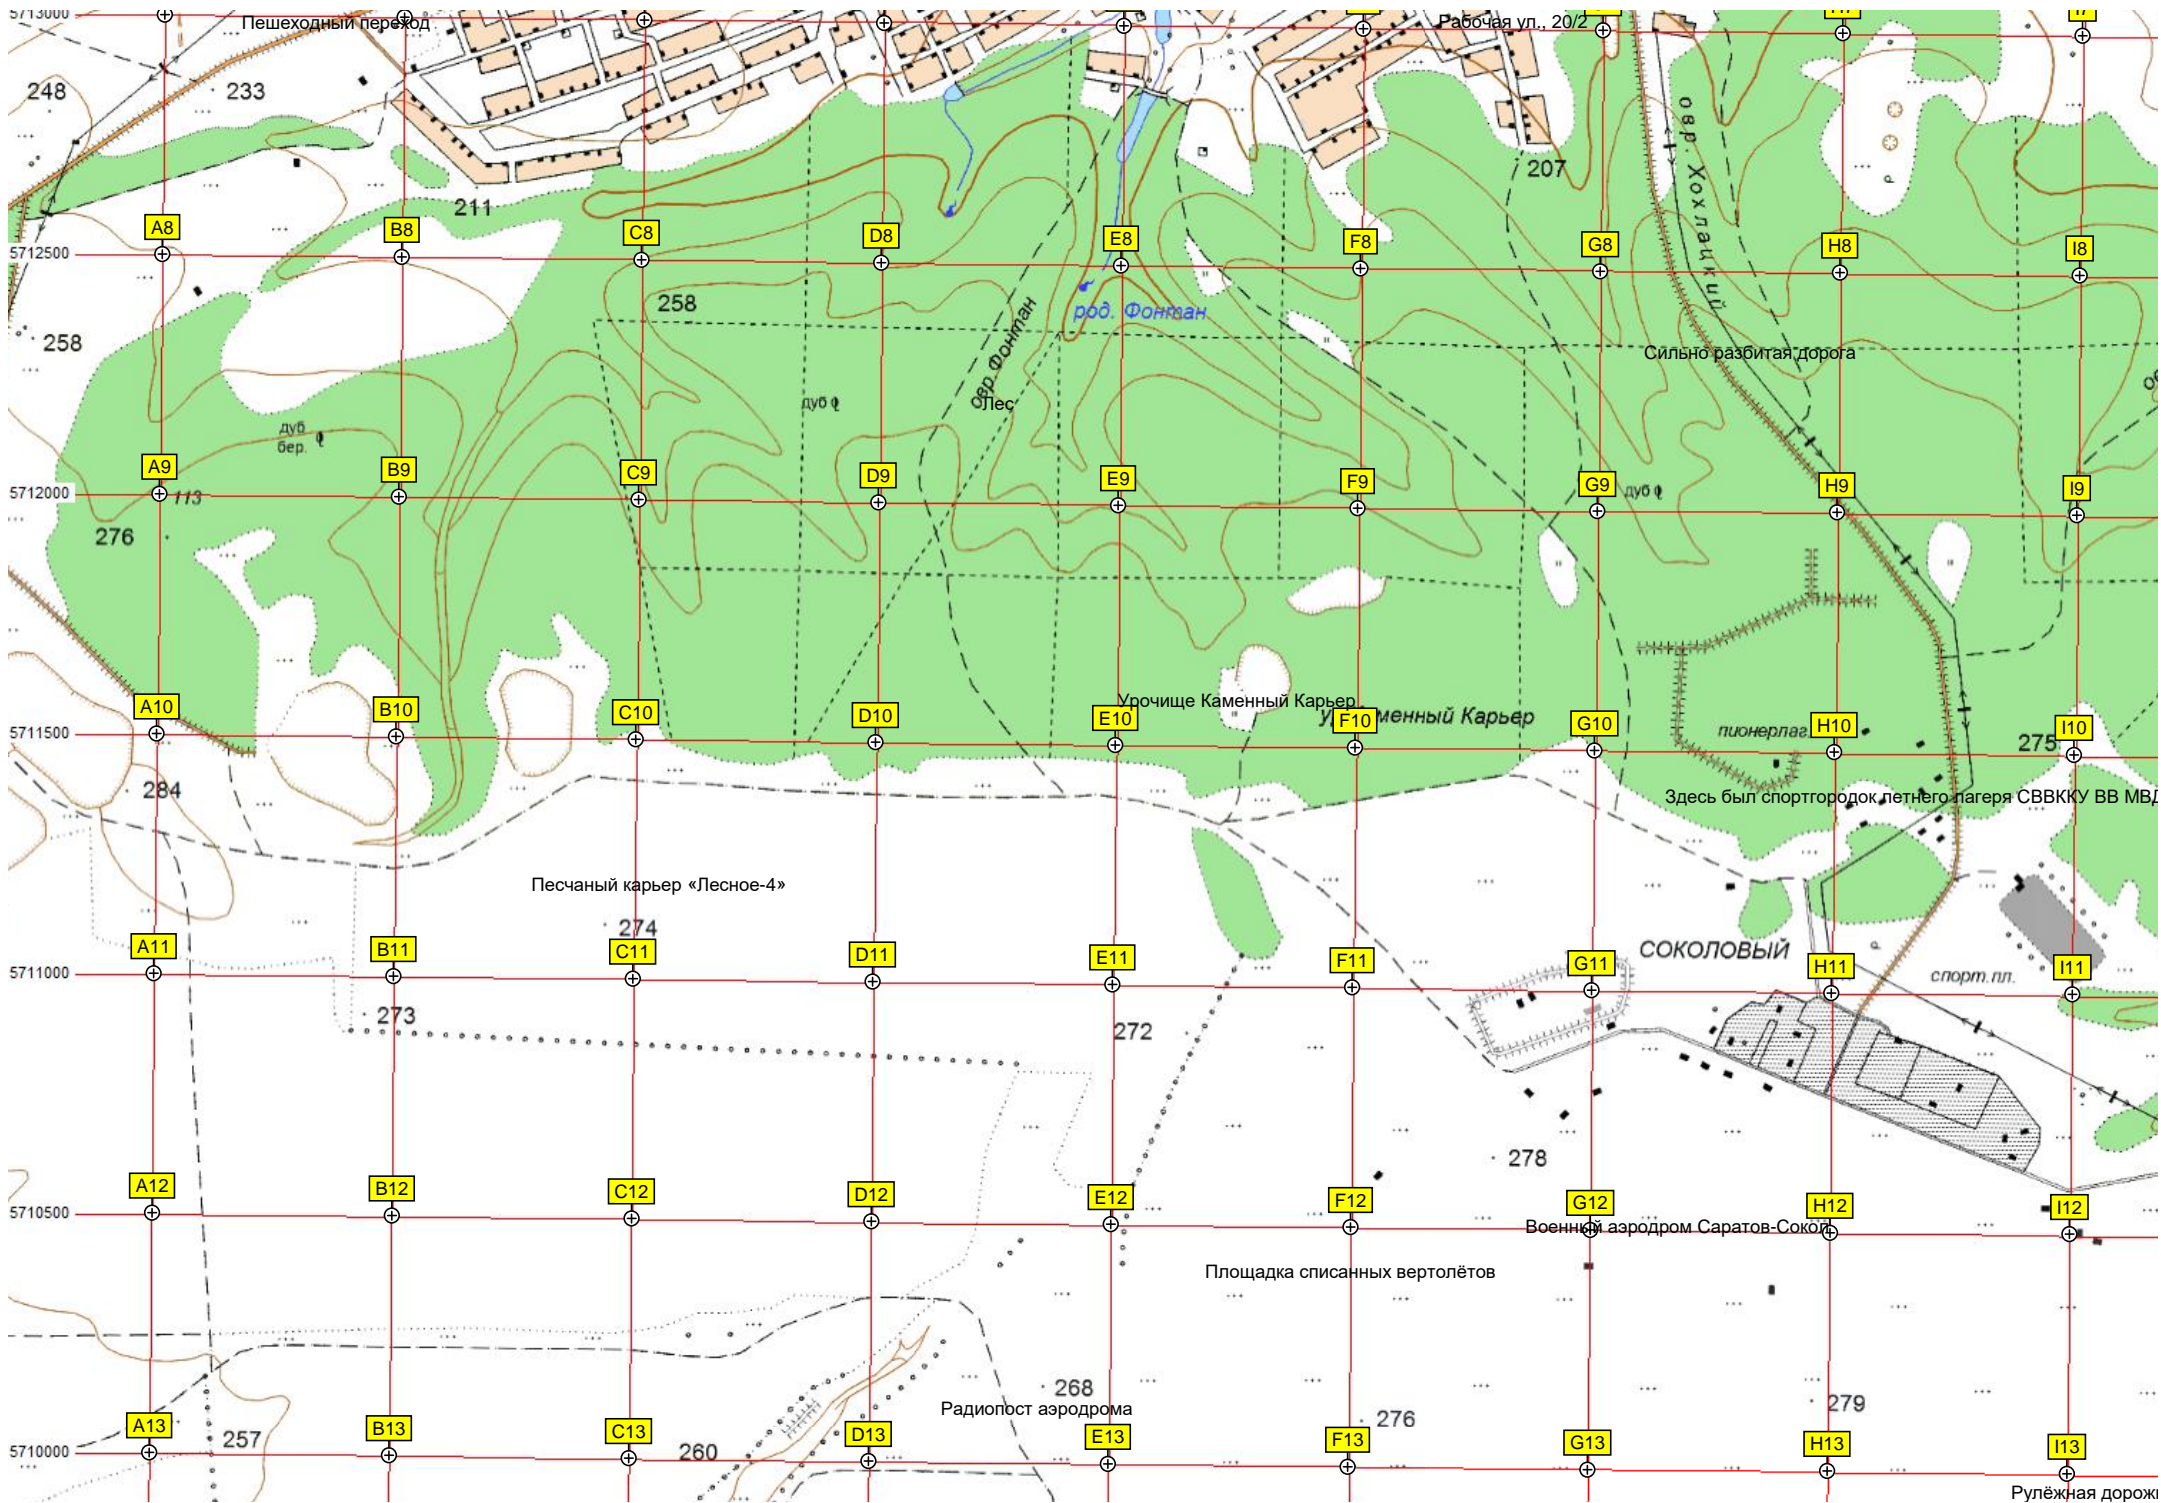 5713000
Пешеходный переход
Рабочая ул., 20/2
248
233
207
211
овр. Хохлацкий
A8
B8
C8
D8
E8
F8
G8
H8
I8
5712500
258
258
род. Фонтан
овр. Фонтан
Сильно разбитая дорога
Лес
дуб
дуб
бер.
A9
B9
C9
D9
E9
F9
G9
H9
I9
дуб
5712000
113
276
Урочище Каменный Карьер
A10
B10
C10
D10
E10
F10
G10
H10
I10
менный Карьер
пионерлаг.
275
5711500
284
Здесь был спортгородок летнего лагеря СВВККУ ВВ МВД
Песчаный карьер «Лесное-4»
274
СОКОЛОВЫЙ
спорт.пл.
A11
B11
C11
D11
E11
F11
G11
H11
I11
5711000
273
272
278
A12
B12
C12
D12
E12
F12
G12
H12
I12
5710500
Военный аэродром Саратов-Сокол
Площадка списанных вертолётов
268
Радиопост аэродрома
276
279
A13
B13
C13
D13
E13
F13
G13
H13
I13
5710000
257
260
Рулёжная дорожк